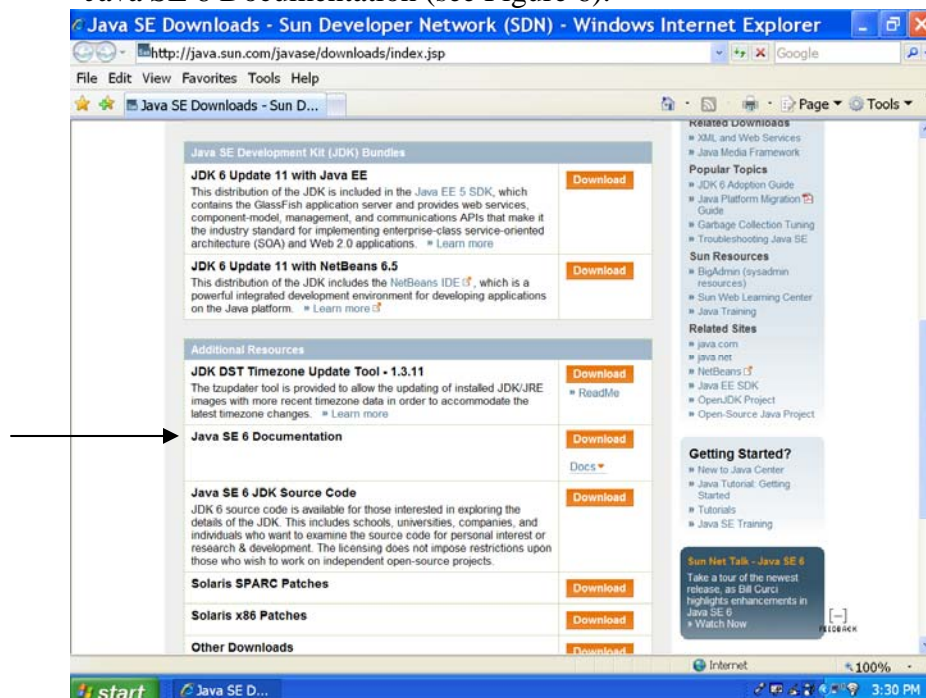 Java SE 6 Documentation (see Figure 6).
Java SE Downloads - Sun Developer Network (SDN) - Windows Internet Explorer
http://java.sun.com/javase/downloads/index.jsp
Google
File Edit View Favorites Tools Help
Java SE Downloads - Sun D...
Page Tools
Java SE Development Kit (JDK) Bundles
JDK 6 Update 11 with Java EE
Download
This distribution of the JDK is included in the Java EE 5 SDK, which
contains the GlassFish application server and provides web services,
component-model, management, and communications APIs that make it
the industry standard for implementing enterprise-class service-oriented
architecture (SOA) and Web 2.0 applications. » Learn more
JDK 6 Update 11 with NetBeans 6.5
Download
This distribution of the JDK includes the NetBeans IDE, which is a
powerful integrated development environment for developing applications
on the Java platform. » Learn more
Additional Resources
JDK DST Timezone Update Tool - 1.3.11
Download
The tzupdater tool is provided to allow the updating of installed JDK/JRE
» ReadMe
images with more recent timezone data in order to accommodate the
latest timezone changes. » Learn more
Java SE 6 Documentation
Download
Docs
Java SE 6 JDK Source Code
Download
JDK 6 source code is available for those interested in exploring the
details of the JDK. This includes schools, universities, companies, and
individuals who want to examine the source code for personal interest or
research & development. The licensing does not impose restrictions upon
those who wish to work on independent open-source projects.
Solaris SPARC Patches
Download
Solaris x86 Patches
Download
Other Downloads
Download
Related Downloads
» XML and Web Services
» Java Media Framework
Popular Topics
» JDK 6 Adoption Guide
» Java Platform Migration
Guide
» Garbage Collection Tuning
» Troubleshooting Java SE
Sun Resources
» BigAdmin (sysadmin
resources)
» Sun Web Learning Center
» Java Training
Related Sites
» java.com
» java.net
» NetBeans
» Java EE SDK
» OpenJDK Project
» Open-Source Java Project
Getting Started?
» New to Java Center
» Java Tutorial: Getting
Started
» Tutorials
» Java SE Training
Sun Net Talk - Java SE 6
Take a tour of the newest
release, as Bill Curci
highlights enhancements in
Java SE 6
» Watch Now
[–]
FEEDBACK
Internet
100%
start
Java SE D...
3:30 PM